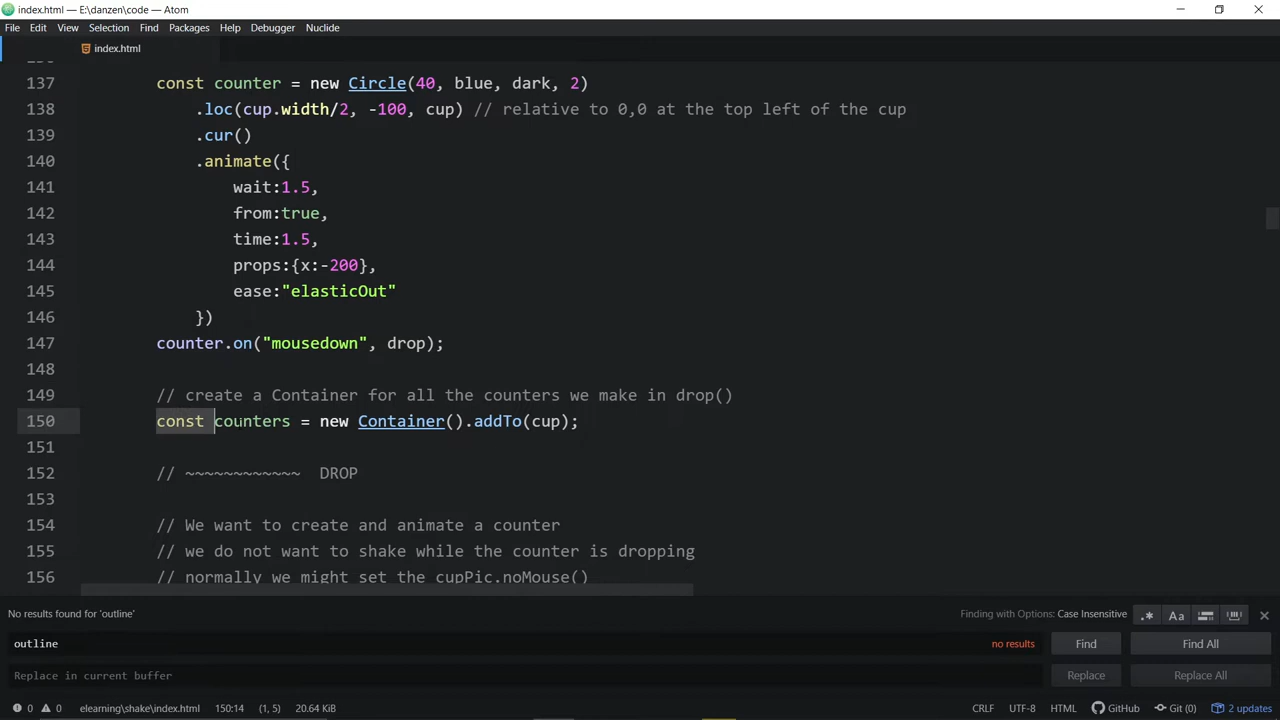 index.html — E:\danzen\code — Atom
File Edit View Selection Find Packages Help Debugger Nuclide
index.html
137 const counter = new Circle(40, blue, dark, 2)
138 .loc(cup.width/2, -100, cup) // relative to 0,0 at the top left of the cup
139 .cur()
140 .animate({
141 wait:1.5,
142 from:true,
143 time:1.5,
144 props:{x:-200},
145 ease:"elasticOut"
146 })
147 counter.on("mousedown", drop);
148
149 // create a Container for all the counters we make in drop()
150 const counters = new Container().addTo(cup);
151
152 // ~~~~~~~~~~~~ DROP
153
154 // We want to create and animate a counter
155 // we do not want to shake while the counter is dropping
156 // normally we might set the cupPic.noMouse()
No results found for 'outline'
Finding with Options: Case Insensitive
.* Aa
outline
no results
Find
Find All
Replace in current buffer
Replace
Replace All
0 0 elearning\shake\index.html 150:14 (1, 5) 20.64 KiB CRLF UTF-8 HTML GitHub Git (0) 2 updates